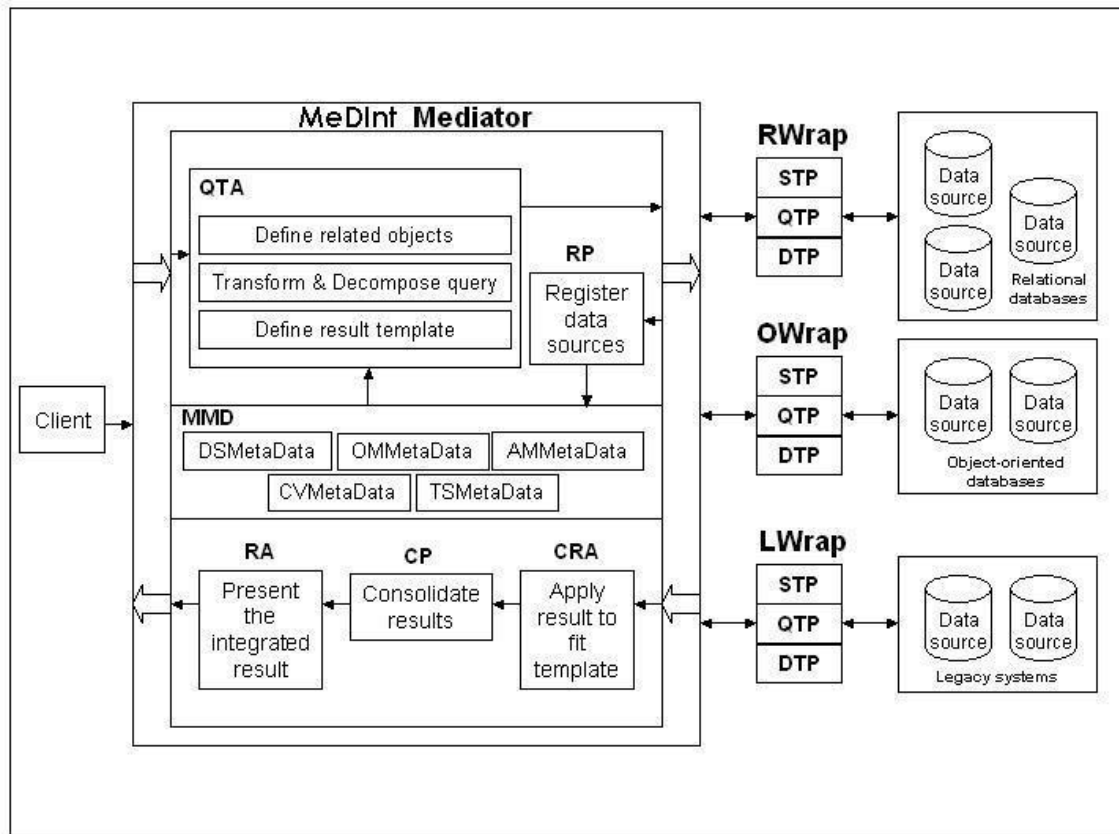 MeDInt Mediator
QTA
Define related objects
Transform & Decompose query
Define result template
RP
Register
data
sources
MMD
DSMetaData
OMMetaData
AMMetaData
CVMetaData
TSMetaData
RA
Present
the
integrated
result
CP
Consolidate
results
CRA
Apply
result to
fit
template
Client
RWrap
STP
QTP
DTP
Data
source
Data
source
Data
source
Relational
databases
OWrap
STP
QTP
DTP
Data
source
Data
source
Object-oriented
databases
LWrap
STP
QTP
DTP
Data
source
Data
source
Legacy systems